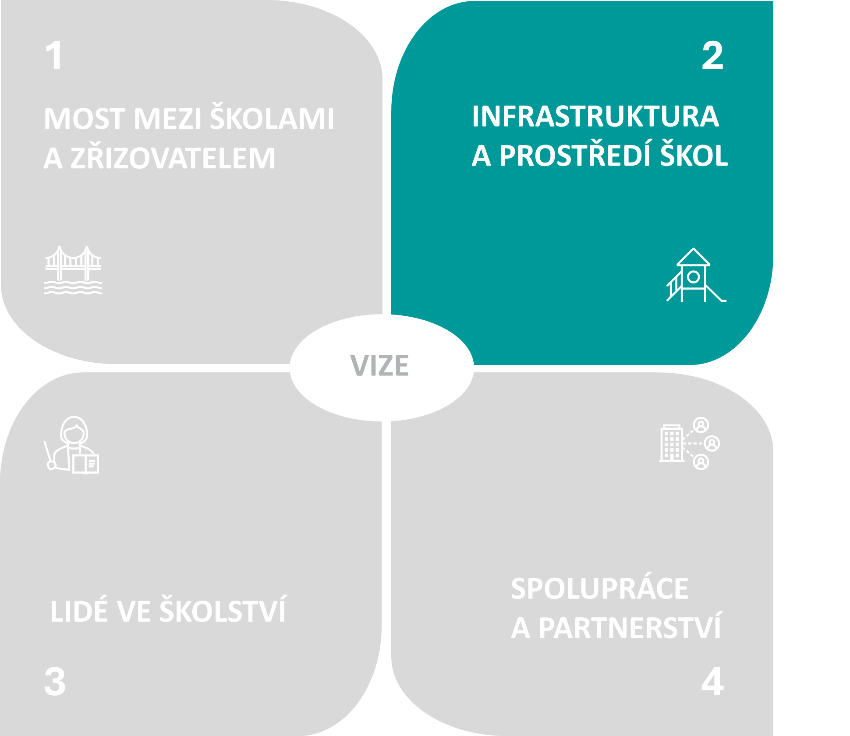 1
MOST MEZI ŠKOLAMI
A ZŘIZOVATELEM
2
INFRASTRUKTURA
A PROSTŘEDÍ ŠKOL
VIZE
LIDÉ VE ŠKOLSTVÍ
3
SPOLUPRÁCE
A PARTNERSTVÍ
4